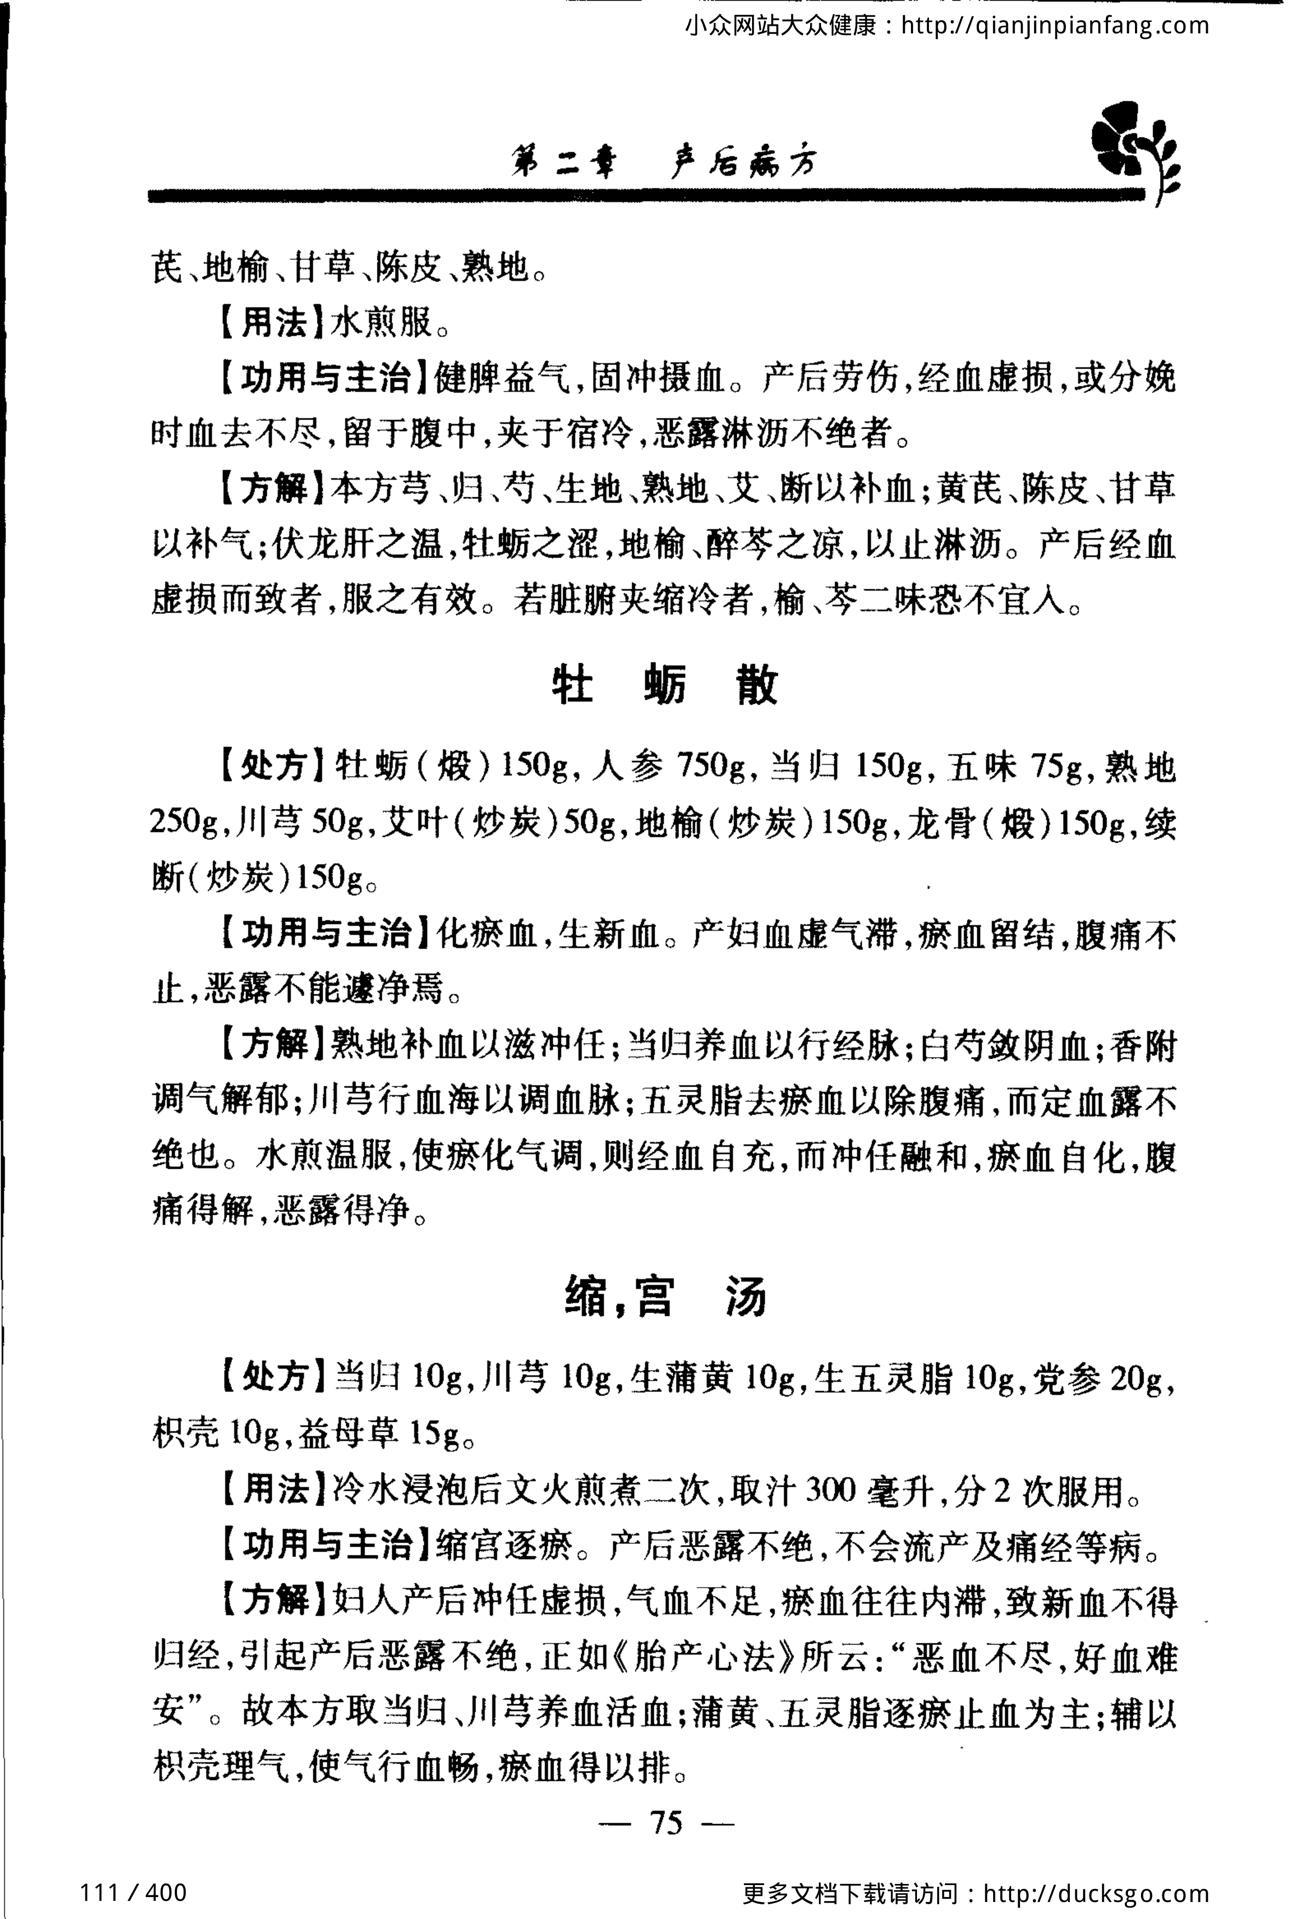 小众网站大众健康：http://qianjinpianfang.com
第二章 产后病方
芪、地榆、甘草、陈皮、熟地。
【用法】水煎服。
【功用与主治】健脾益气，固冲摄血。产后劳伤，经血虚损，或分娩
时血去不尽，留于腹中，夹于宿冷，恶露淋沥不绝者。
【方解】本方芎、归、芍、生地、熟地、艾、断以补血；黄芪、陈皮、甘草
以补气；伏龙肝之温，牡蛎之涩，地榆、醉芩之凉，以止淋沥。产后经血
虚损而致者，服之有效。若脏腑夹缩冷者，榆、芩二味恐不宜人。
牡 蛎 散
【处方】牡蛎（煅）150g，人参 750g，当归 150g，五味 75g，熟地
250g，川芎 50g，艾叶（炒炭）50g，地榆（炒炭）150g，龙骨（煅）150g，续
断（炒炭）150g。
【功用与主治】化瘀血，生新血。产妇血虚气滞，瘀血留结，腹痛不
止，恶露不能遽净焉。
【方解】熟地补血以滋冲任；当归养血以行经脉；白芍敛阴血；香附
调气解郁；川芎行血海以调血脉；五灵脂去瘀血以除腹痛，而定血露不
绝也。水煎温服，使瘀化气调，则经血自充，而冲任融和，瘀血自化，腹
痛得解，恶露得净。
缩，宫 汤
【处方】当归 10g，川芎 10g，生蒲黄 10g，生五灵脂 10g，党参 20g，
枳壳 10g，益母草 15g。
【用法】冷水浸泡后文火煎煮二次，取汁 300 毫升，分 2 次服用。
【功用与主治】缩宫逐瘀。产后恶露不绝，不会流产及痛经等病。
【方解】妇人产后冲任虚损，气血不足，瘀血往往内滞，致新血不得
归经，引起产后恶露不绝，正如《胎产心法》所云：“恶血不尽，好血难
安”。故本方取当归、川芎养血活血；蒲黄、五灵脂逐瘀止血为主；辅以
枳壳理气，使气行血畅，瘀血得以排。
— 75 —
111 / 400
更多文档下载请访问：http://ducksgo.com